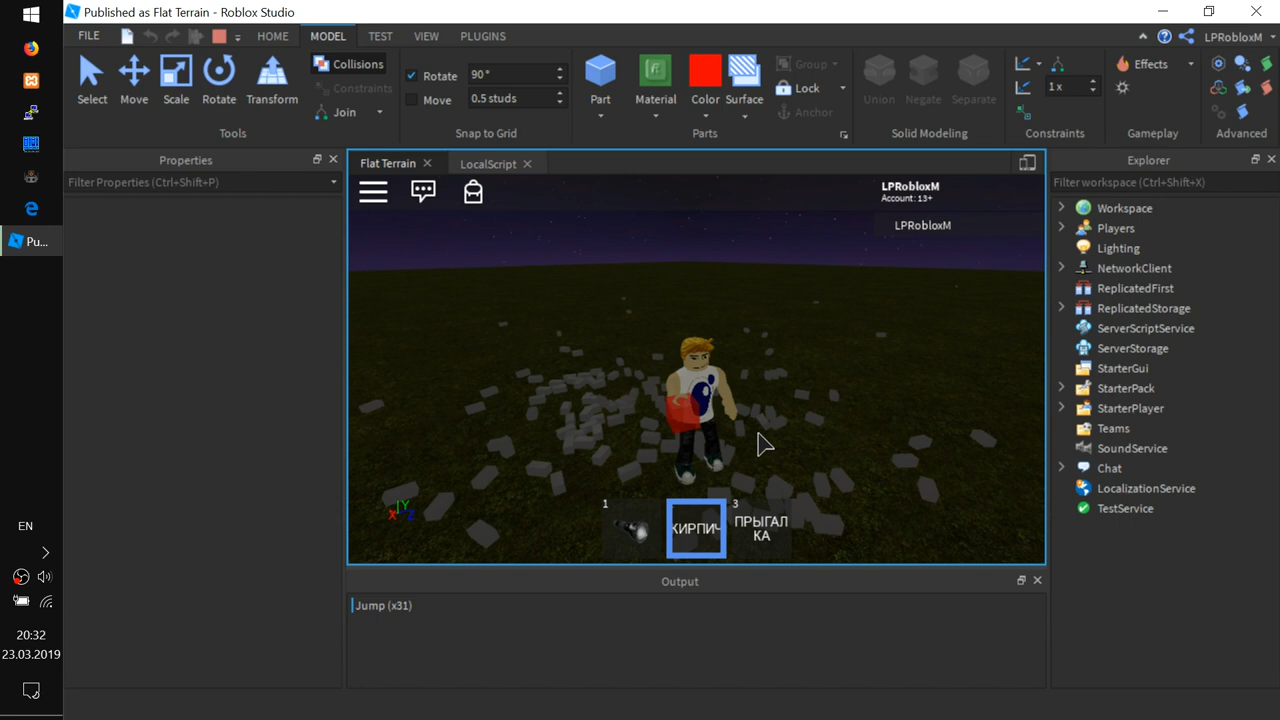 Published as Flat Terrain - Roblox Studio
FILE
HOME
MODEL
TEST
VIEW
PLUGINS
LPRobloxM
Select
Move
Scale
Rotate
Transform
Tools
Collisions
Constraints
Join
Rotate
90°
Move
0.5 studs
Snap to Grid
Part
Material
Color
Surface
Group
Lock
Anchor
Parts
Union
Negate
Separate
Solid Modeling
1 x
Constraints
Effects
Gameplay
Advanced
Properties
Filter Properties (Ctrl+Shift+P)
Flat Terrain
LocalScript
LPRobloxM
Account: 13+
LPRobloxM
Y
X
Z
1
КИРПИЧ
3
ПРЫГАЛ
КА
Output
Jump (x31)
Explorer
Filter workspace (Ctrl+Shift+X)
Workspace
Players
Lighting
NetworkClient
ReplicatedFirst
ReplicatedStorage
ServerScriptService
ServerStorage
StarterGui
StarterPack
StarterPlayer
Teams
SoundService
Chat
LocalizationService
TestService
Pu...
EN
20:32
23.03.2019